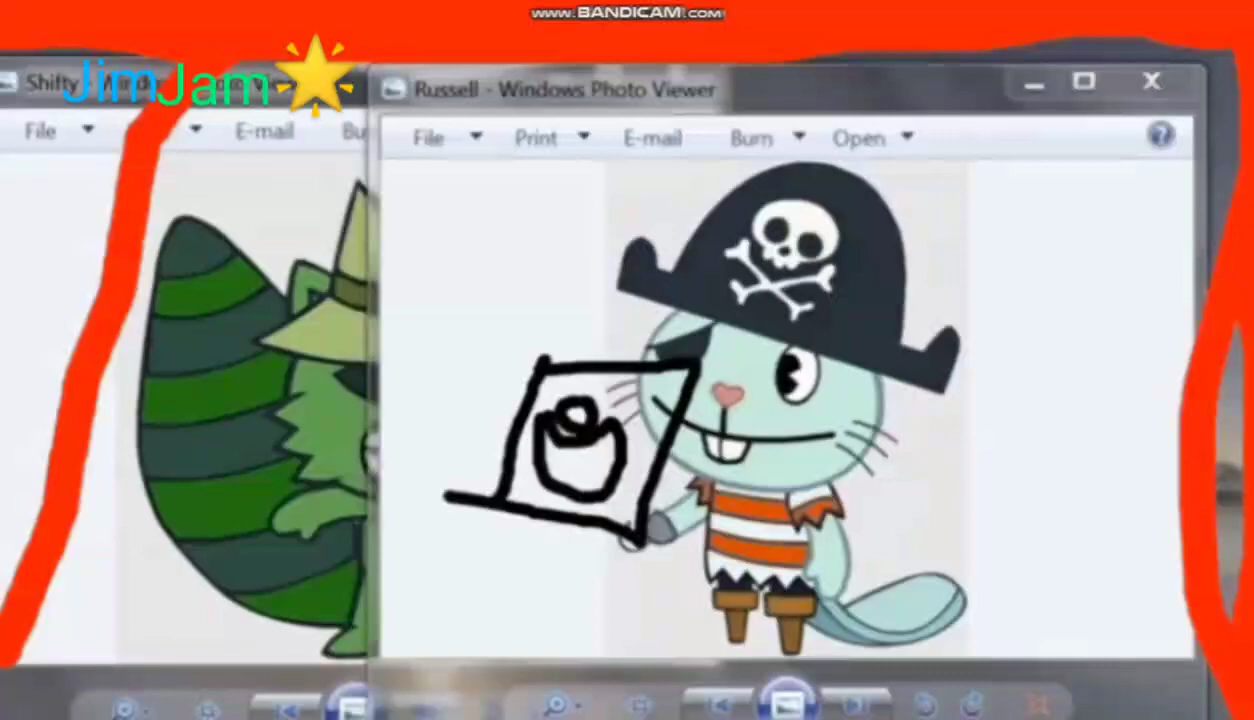 www.BANDICAM.com
JimJam
Shifty
Russell - Windows Photo Viewer
File
E-mail
File Print E-mail Burn Open